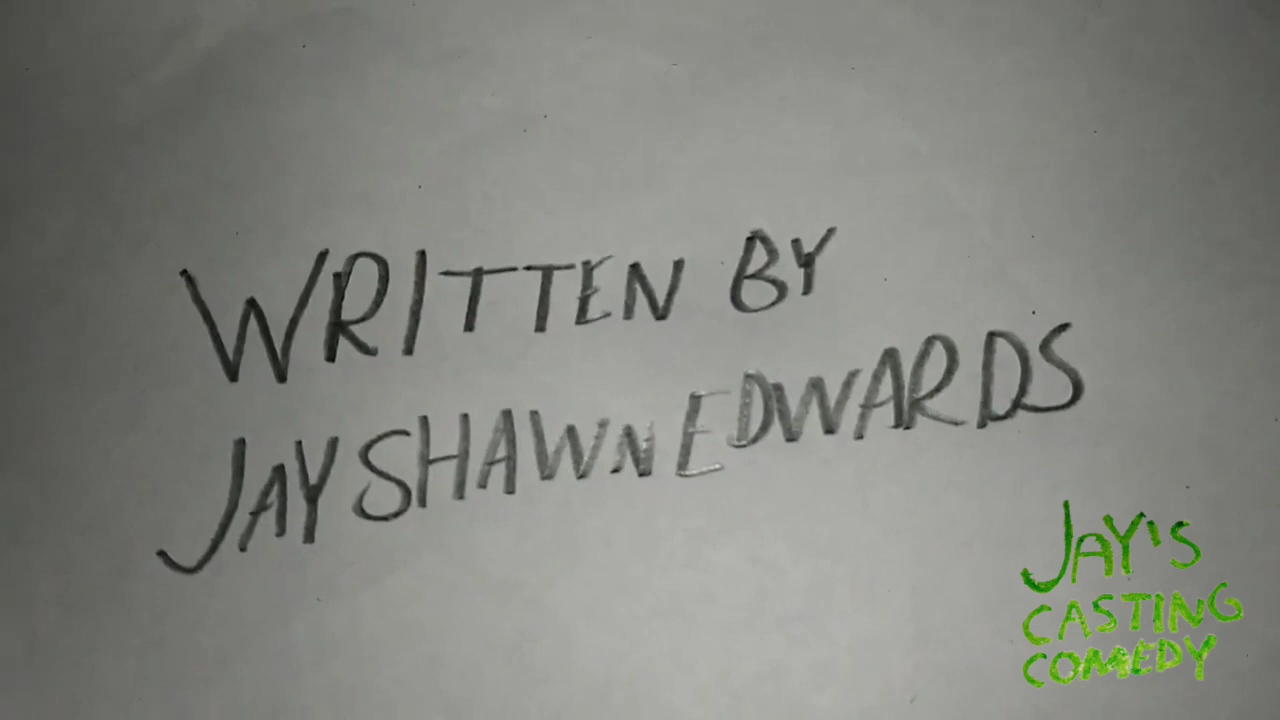 WRITTEN BY
JAYSHAWN EDWARDS
JAY'S
CASTING
COMEDY